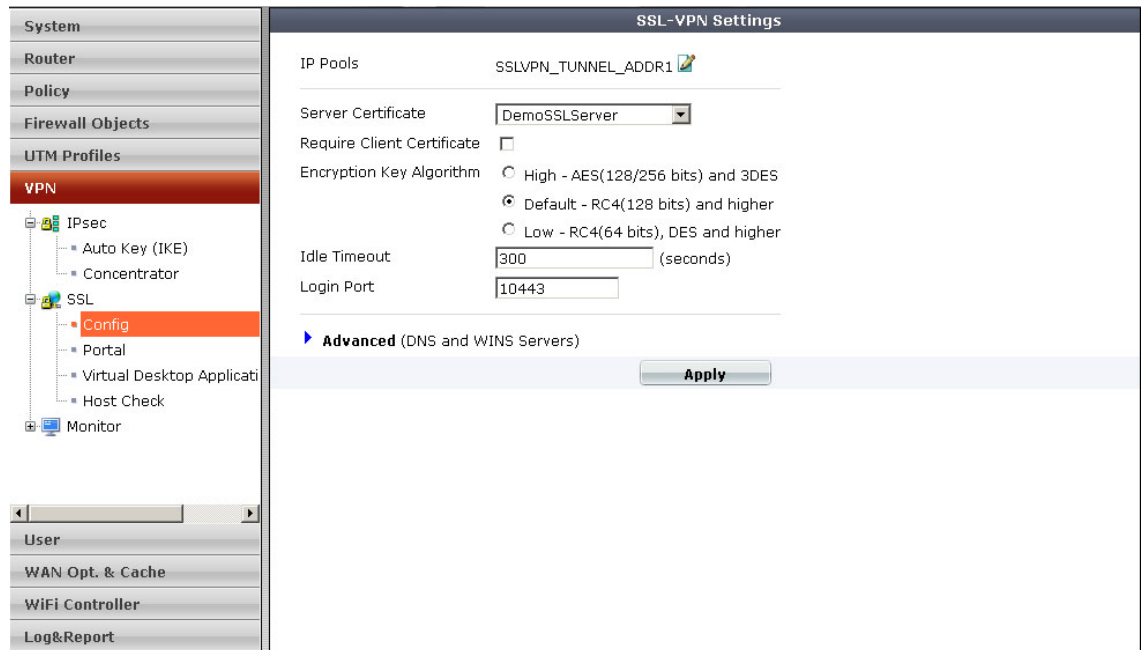 System
Router
Policy
Firewall Objects
UTM Profiles
VPN
IPsec
Auto Key (IKE)
Concentrator
SSL
Config
Portal
Virtual Desktop Applicati
Host Check
Monitor
User
WAN Opt. & Cache
WiFi Controller
Log&Report
SSL-VPN Settings
IP Pools SSLVPN_TUNNEL_ADDR1
Server Certificate DemoSSLServer
Require Client Certificate
Encryption Key Algorithm High - AES(128/256 bits) and 3DES
Default - RC4(128 bits) and higher
Low - RC4(64 bits), DES and higher
Idle Timeout 300 (seconds)
Login Port 10443
Advanced (DNS and WINS Servers)
Apply